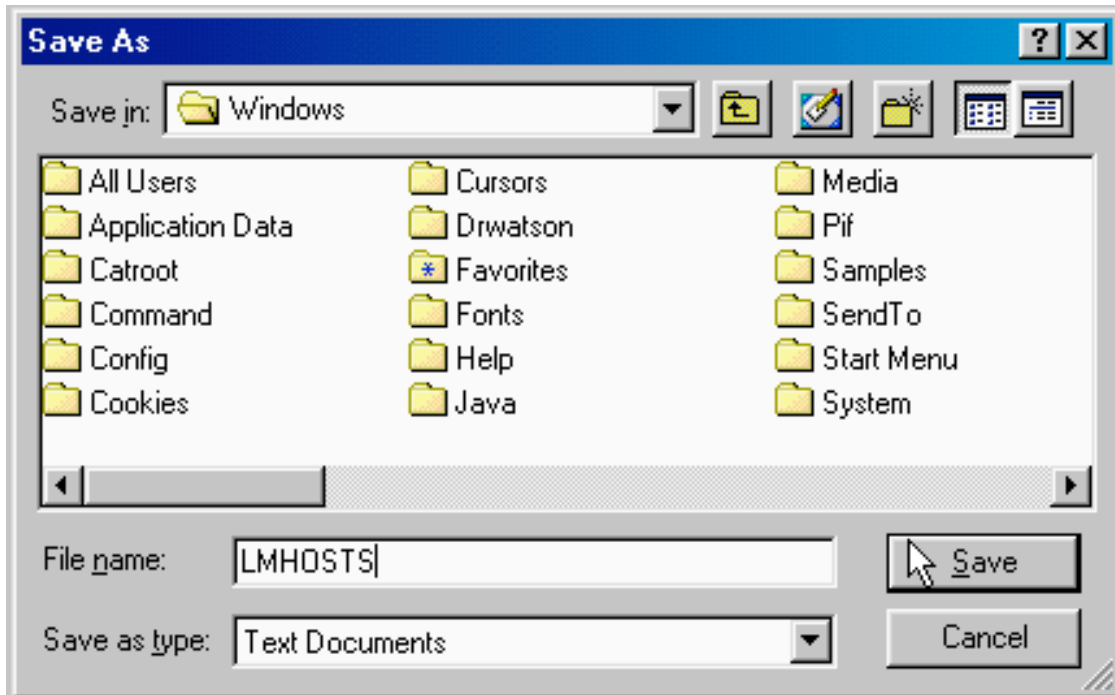 Save As
Save in: Windows
All Users Cursors Media
Application Data Drwatson Pif
Catroot Favorites Samples
Command Fonts SendTo
Config Help Start Menu
Cookies Java System
File name: LMHOSTS Save
Save as type: Text Documents Cancel